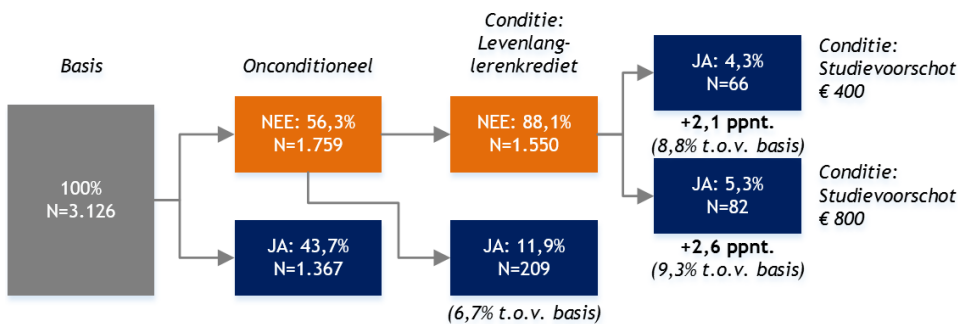 Basis
Onconditioneel
Conditie:
Levenlang-
lerenkrediet
Conditie:
Studievoorschot
€ 400
100%
N=3.126
NEE: 56,3%
N=1.759
NEE: 88,1%
N=1.550
JA: 4,3%
N=66
+2,1 ppnt.
(8,8% t.o.v. basis)
JA: 43,7%
N=1.367
JA: 11,9%
N=209
(6,7% t.o.v. basis)
JA: 5,3%
N=82
+2,6 ppnt.
(9,3% t.o.v. basis)
Conditie:
Studievoorschot
€ 800